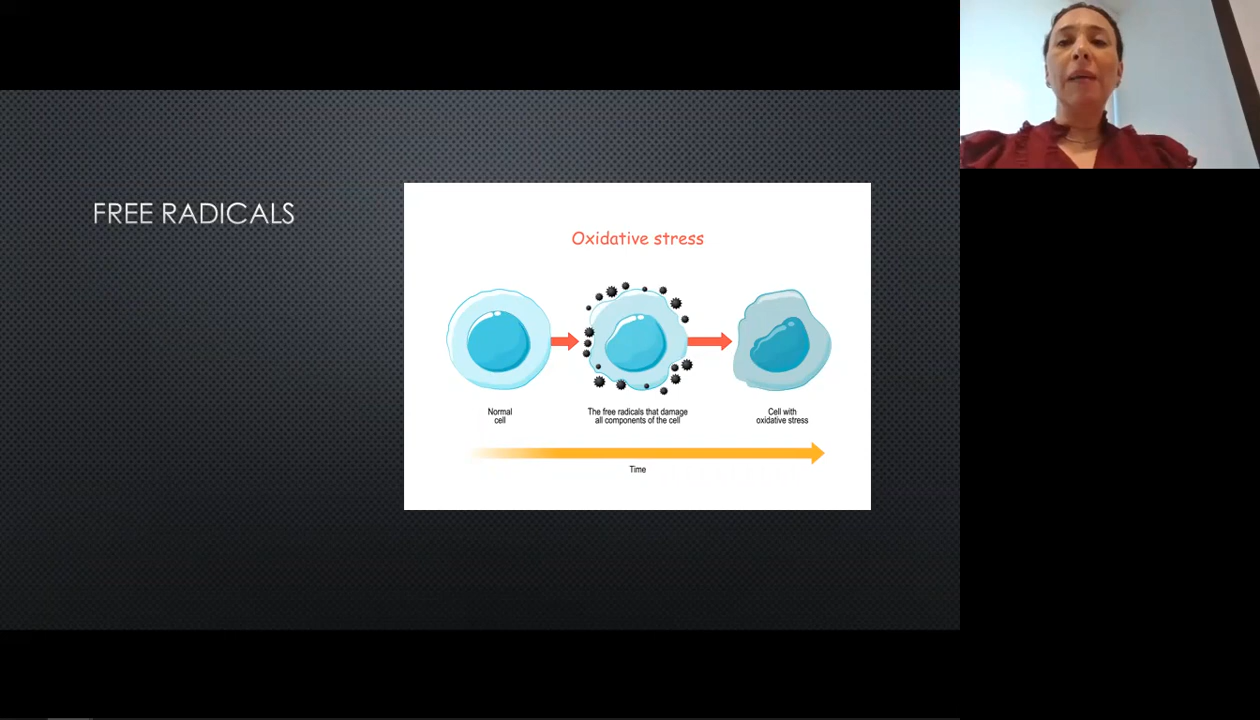 FREE RADICALS
Oxidative stress
Normal
cell
The free radicals that damage
all components of the cell
Cell with
oxidative stress
Time